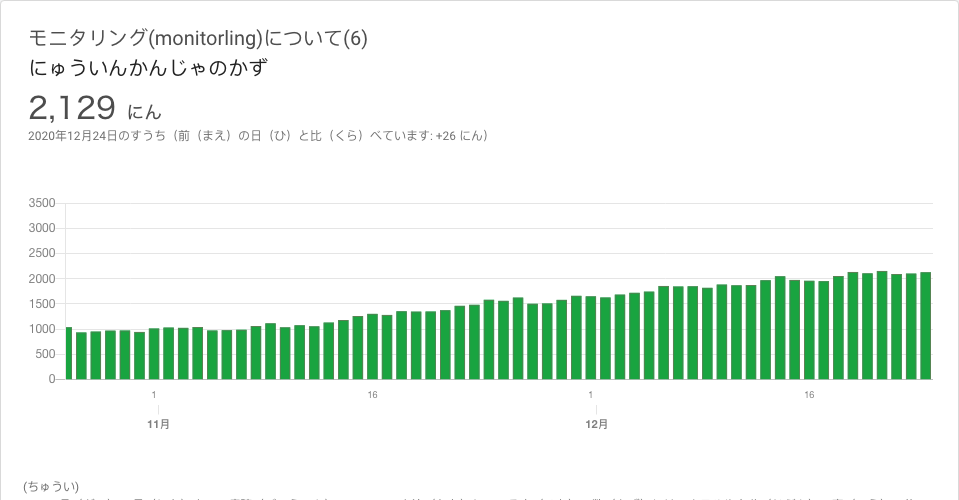 モニタリング(monitorling)について(6)
にゅういんかんじゃのかず
2,129 にん
2020年12月24日のすうち（前（まえ）の日（ひ）と比（くら）べています: +26 にん）
3500
3000
2500
2000
1500
1000
500
0
1 16 1 16
11月 12月
(ちゅうい)